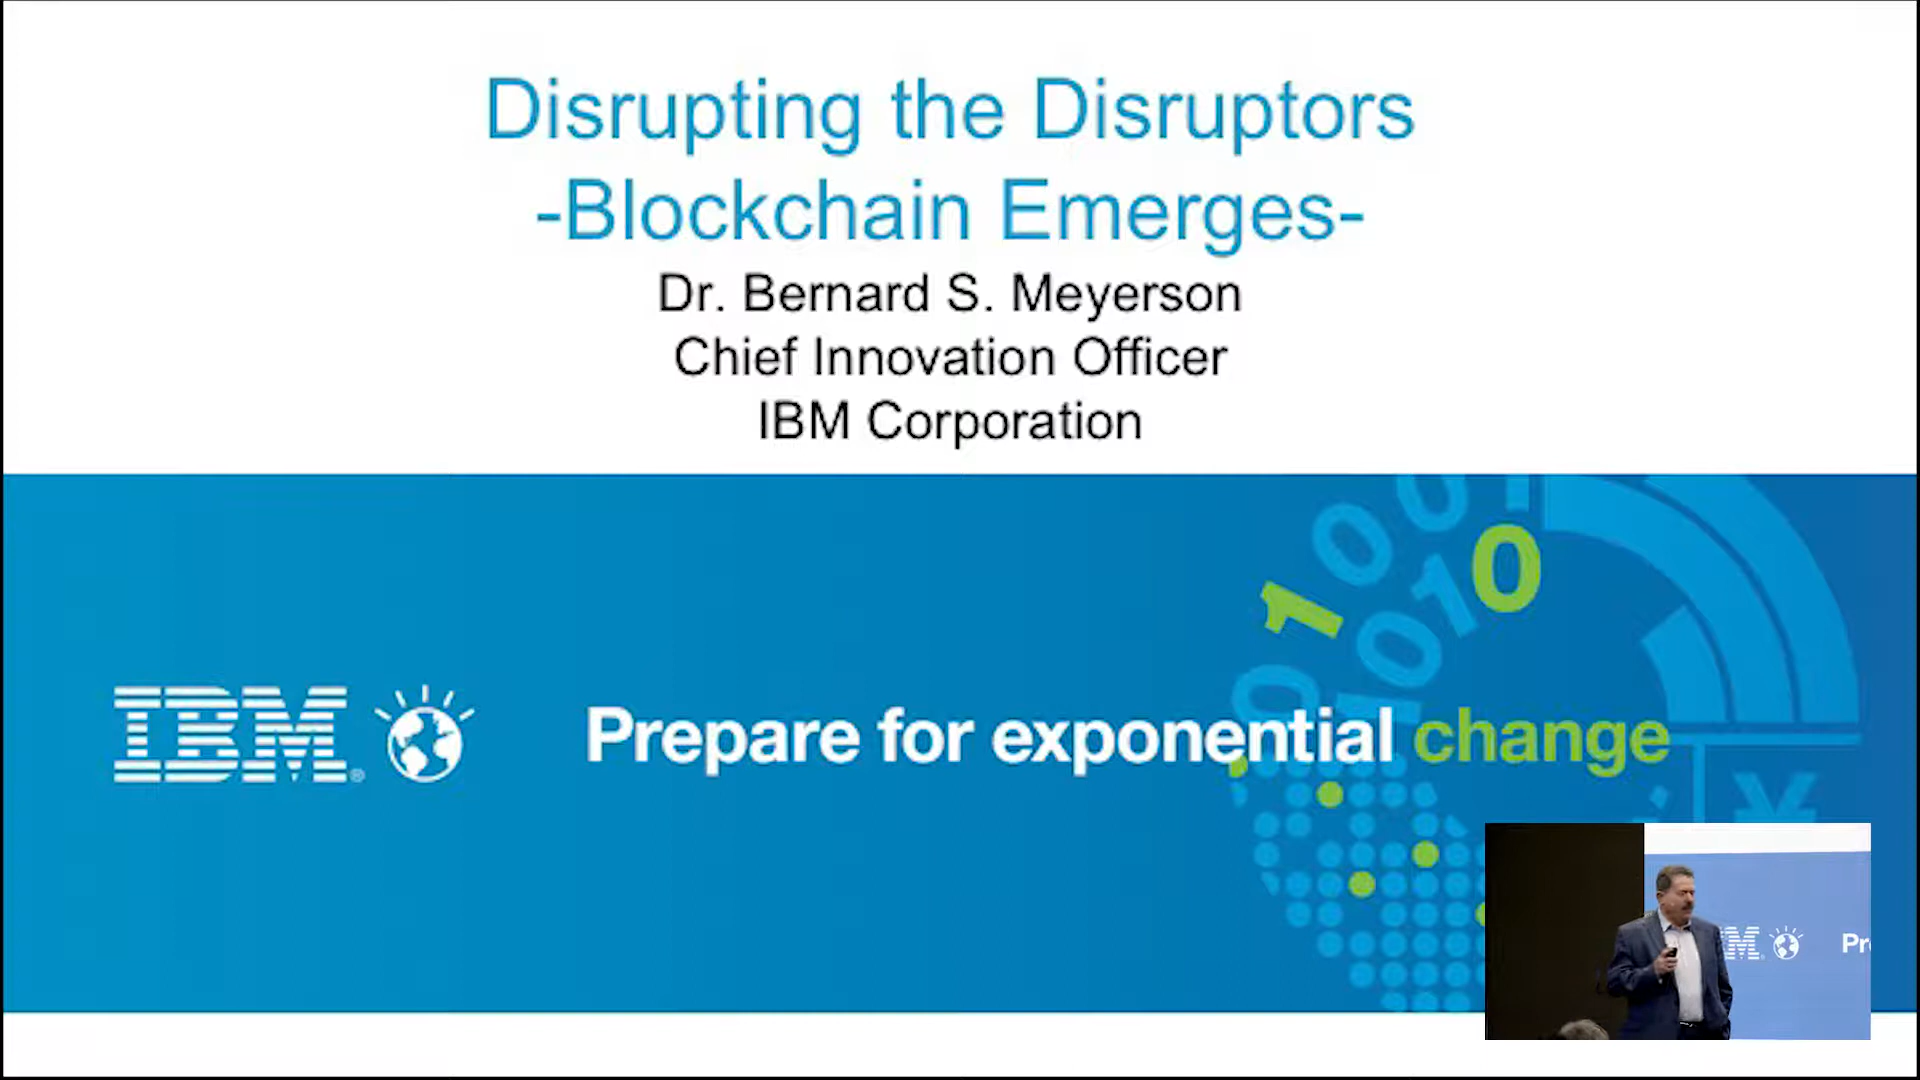 Disrupting the Disruptors
-Blockchain Emerges-
Dr. Bernard S. Meyerson
Chief Innovation Officer
IBM Corporation
IBM®
Prepare for exponential change